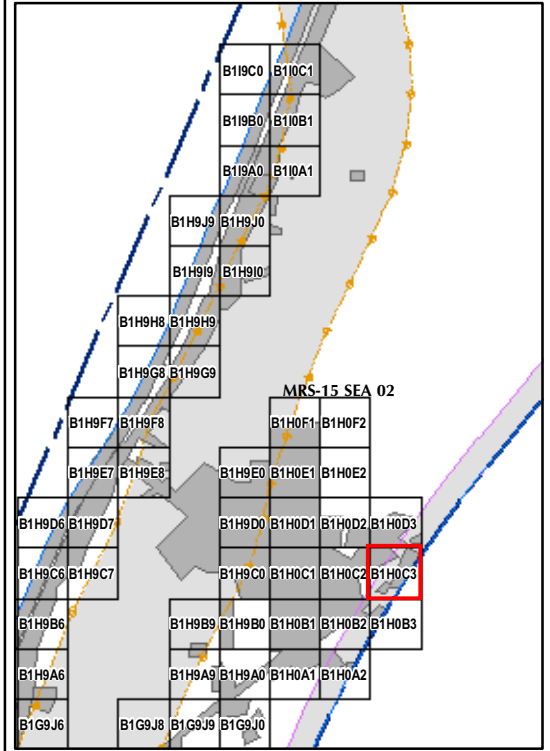 B1I9C0 B1I0C1
B1I9B0 B1I0B1
B1I9A0 B1I0A1
B1H9J9 B1H9J0
B1H9I9 B1H9I0
B1H9H8 B1H9H9
B1H9G8 B1H9G9
MRS-15 SEA 02
B1H9F7 B1H9F8 B1H0F1 B1H0F2
B1H9E7 B1H9E8 B1H9E0 B1H0E1 B1H0E2
B1H9D6 B1H9D7 B1H9D0 B1H0D1 B1H0D2 B1H0D3
B1H9C6 B1H9C7 B1H9C0 B1H0C1 B1H0C2 B1H0C3
B1H9B6 B1H9B9 B1H9B0 B1H0B1 B1H0B2 B1H0B3
B1H9A6 B1H9A9 B1H9A0 B1H0A1 B1H0A2
B1G9J6 B1G9J8 B1G9J9 B1G9J0